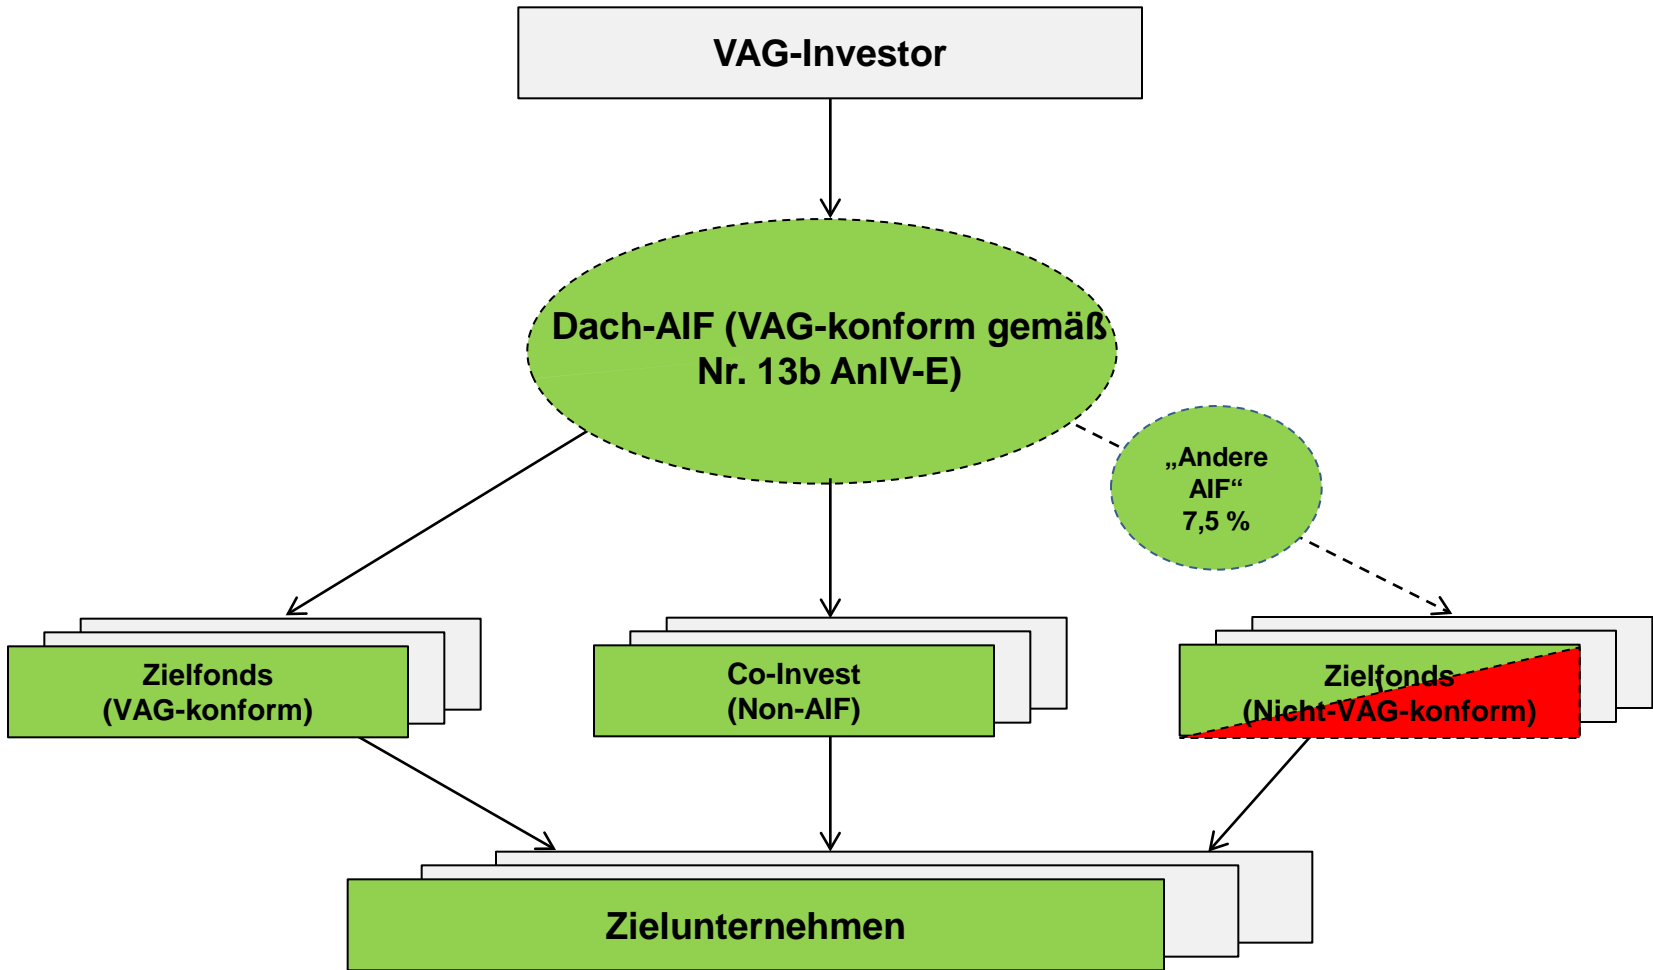 VAG-Investor
Dach-AIF (VAG-konform gemäß
Nr. 13b AnlV-E)
„Andere
AIF“
7,5 %
Zielfonds
(VAG-konform)
Co-Invest
(Non-AIF)
Zielfonds
(Nicht-VAG-konform)
Zielunternehmen